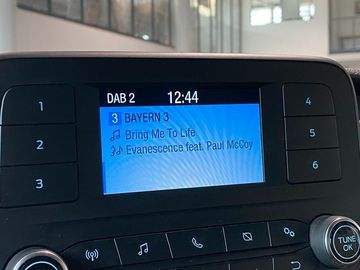 DAB 2 12:44
3 BAYERN 3
Bring Me To Life
Evanescence feat. Paul McCoy
1
2
3
4
5
6
TUNE
OK